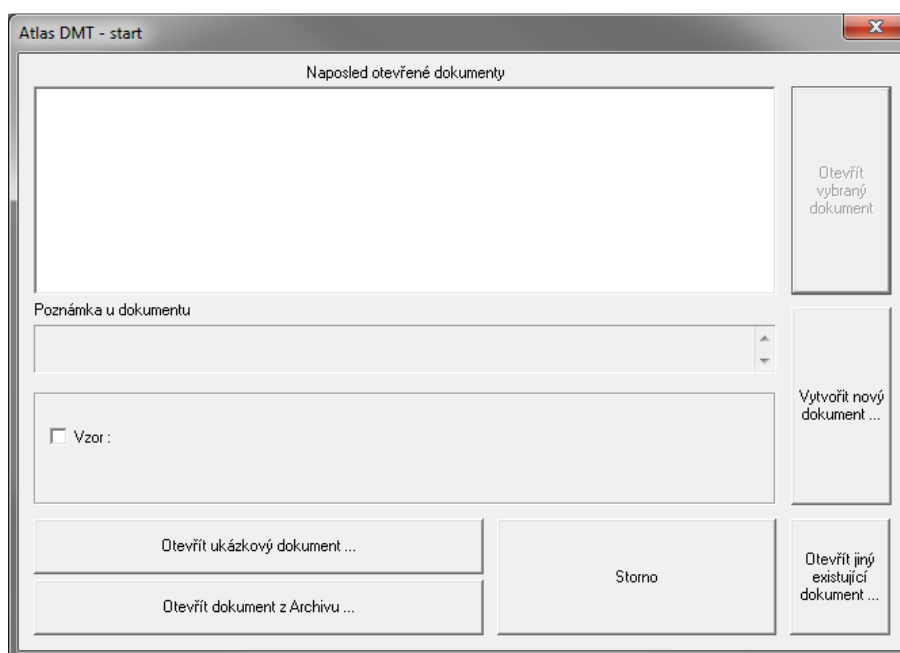 Atlas DMT - start
Naposled otevřené dokumenty
Otevřít
vybraný
dokument
Poznámka u dokumentu
Vytvořit nový
dokument ...
Vzor :
Otevřít ukázkový dokument ...
Storno
Otevřít jiný
existující
dokument ...
Otevřít dokument z Archivu ...